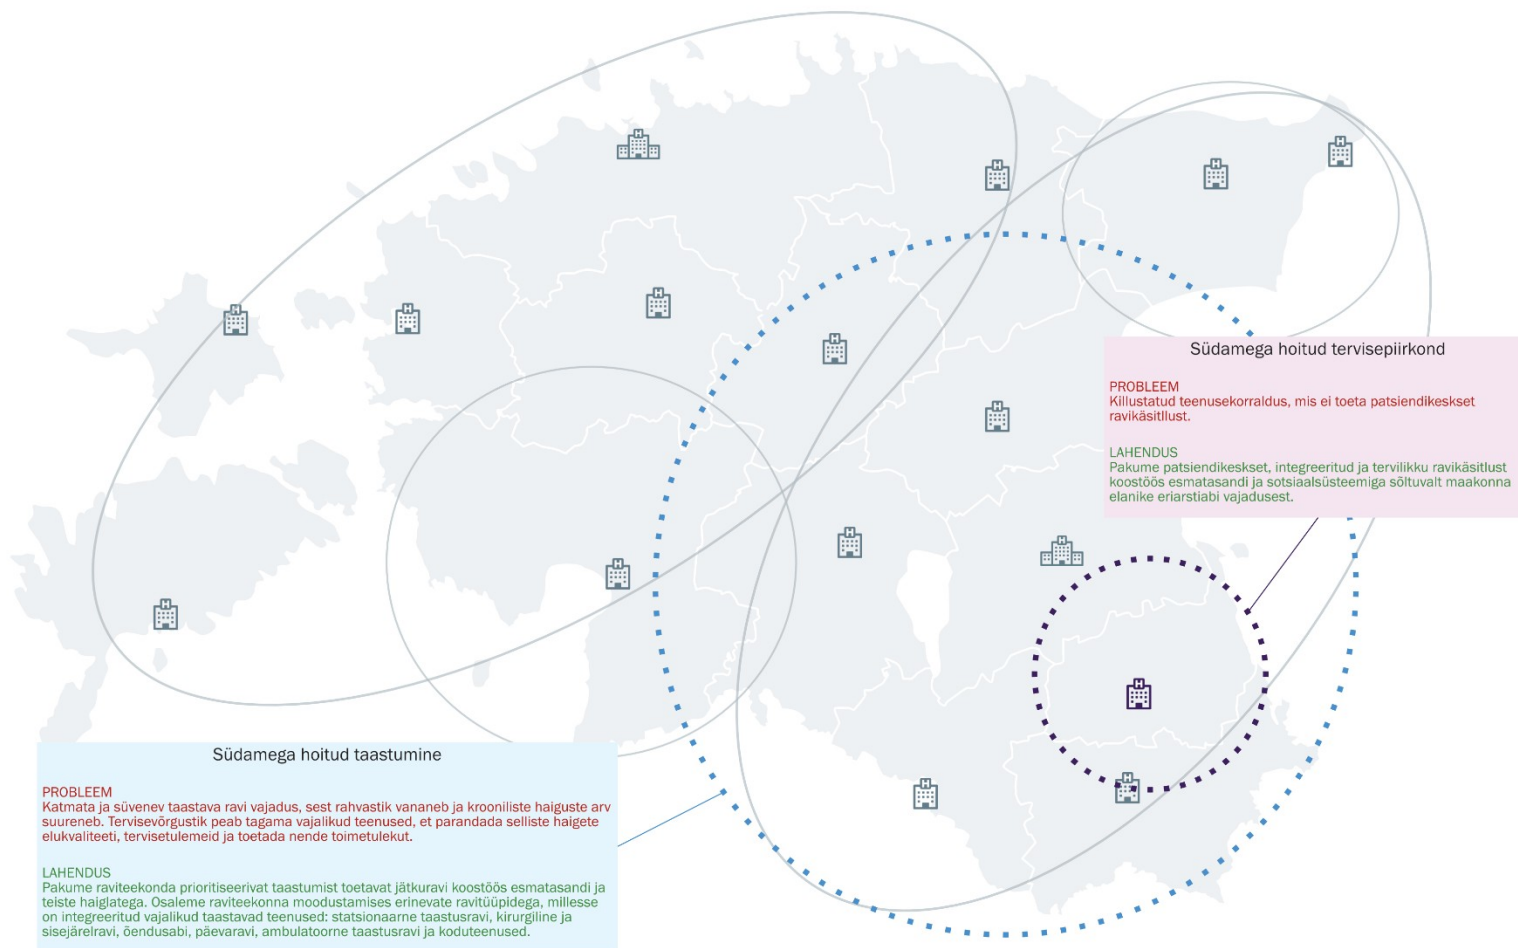 Südamega hoitud tervisepiirkond
PROBLEEM
Killustatud teenusekorraldus, mis ei toeta patsiendikeskset
ravikäsitllust.
LAHENDUS
Pakume patsiendikeskset, integreeritud ja tervilikku ravikäsitlust
koostöös esmatasandi ja sotsiaalsüsteemiga sõltuvalt maakonna
elanike eriarstiabi vajadusest.
Südamega hoitud taastumine
PROBLEEM
Katmata ja süvenev taastava ravi vajadus, sest rahvastik vananeb ja krooniliste haiguste arv
suureneb. Tervisevõrgustik peab tagama vajalikud teenused, et parandada selliste haigete
elukvaliteeti, tervisetulemeid ja toetada nende toimetulekut.
LAHENDUS
Pakume raviteekonda prioritiseerivat taastumist toetavat jätkuravi koostöös esmatasandi ja
teiste haiglatega. Osaleme raviteekonna moodustamises erinevate ravitüüpidega, millesse
on integreeritud vajalikud taastavad teenused: statsionaarne taastusravi, kirurgiline ja
sisejärelravi, õendusabi, päevaravi, ambulatoorne taastusravi ja koduteenused.